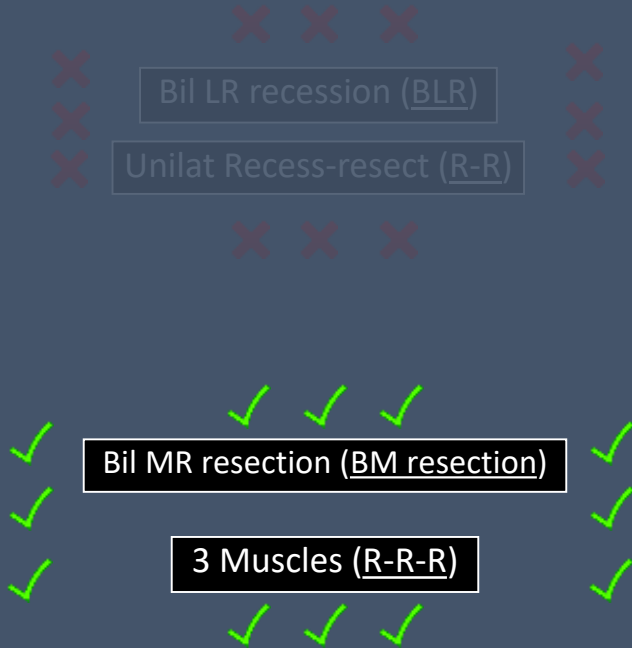 Bil LR recession (BLR)
Unilat Recess-resect (R-R)
Bil MR resection (BM resection)
3 Muscles (R-R-R)